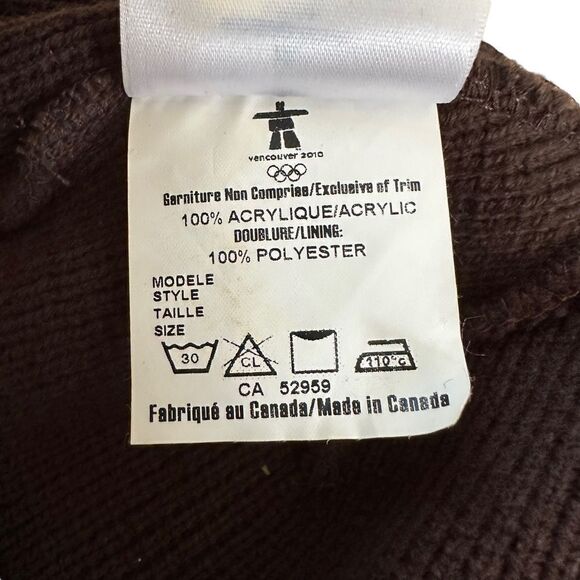 vancouver 2010
Garniture Non Comprise/Exclusive of Trim
100% ACRYLIQUE/ACRYLIC
DOUBLURE/LINING:
100% POLYESTER
MODELE
STYLE
TAILLE
SIZE
30 CL 110°C
CA 52959
Fabriqué au Canada/Made in Canada